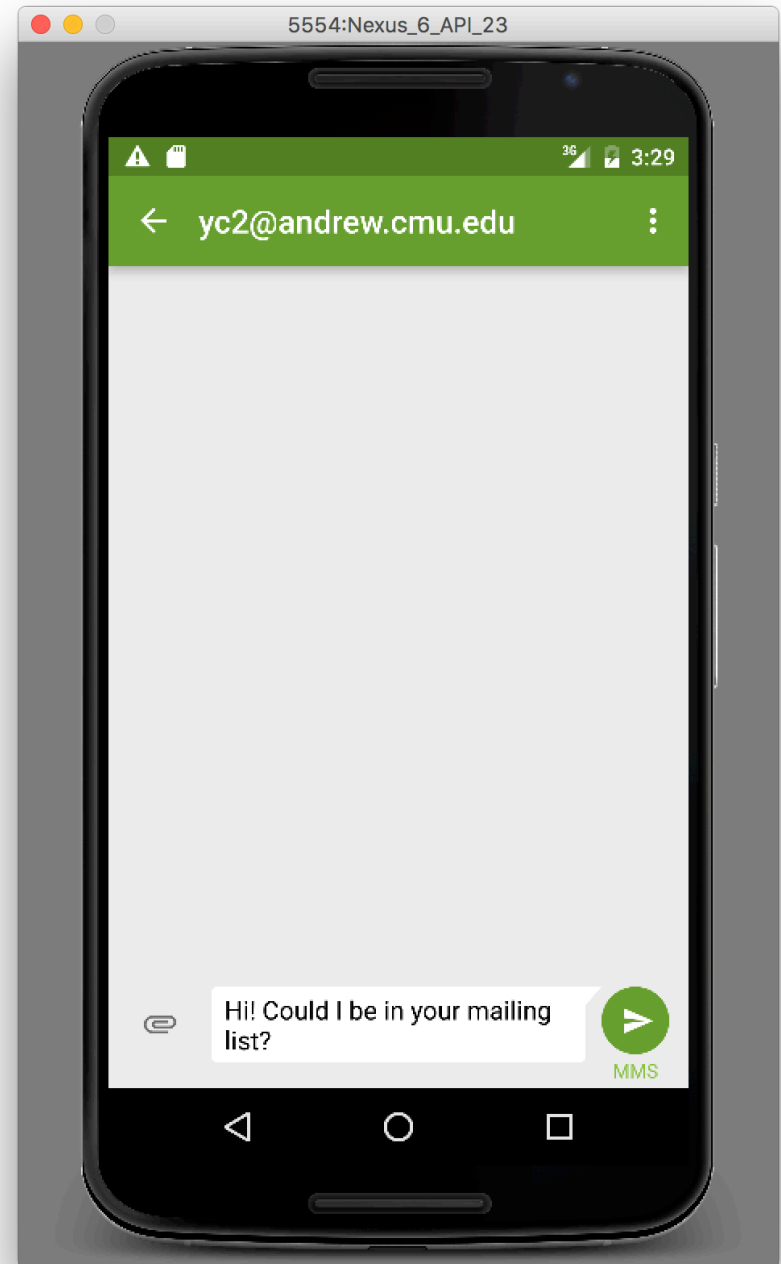 5554:Nexus_6_API_23
3G 3:29
yc2@andrew.cmu.edu
Hi! Could I be in your mailing
list?
MMS